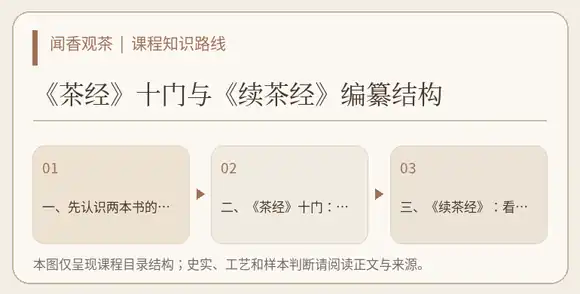 闻香观茶｜课程知识路线
《茶经》十门与《续茶经》编纂结构
01
一、先认识两本书的…
02
二、《茶经》十门：…
03
三、《续茶经》：看…
本图仅呈现课程目录结构；史实、工艺和样本判断请阅读正文与来源。